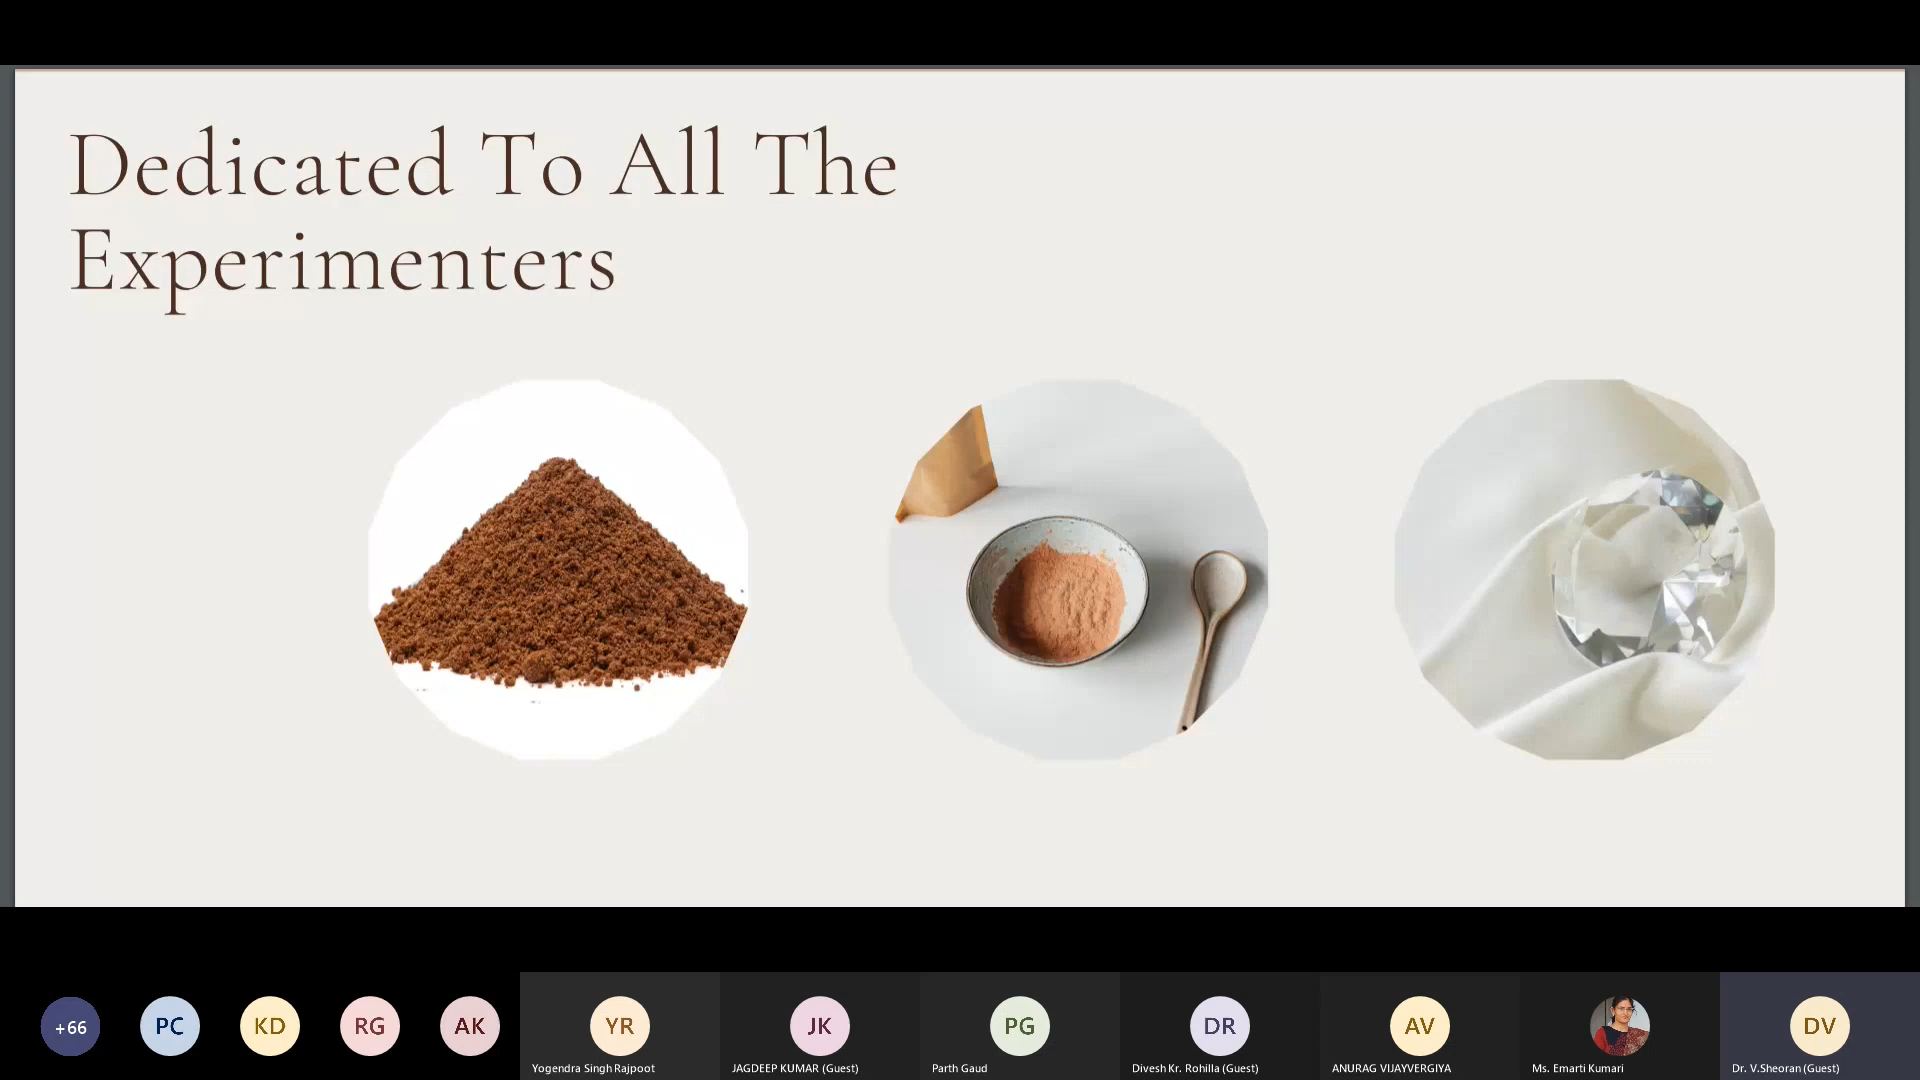 Dedicated To All The
Experimenters
+66
PC
KD
RG
AK
YR
JK
PG
DR
AV
DV
Yogendra Singh Rajpoot
JAGDEEP KUMAR (Guest)
Parth Gaud
Divesh Kr. Rohilla (Guest)
ANURAG VIJAYVERGIYA
Ms. Emarti Kumari
Dr. V.Sheoran (Guest)